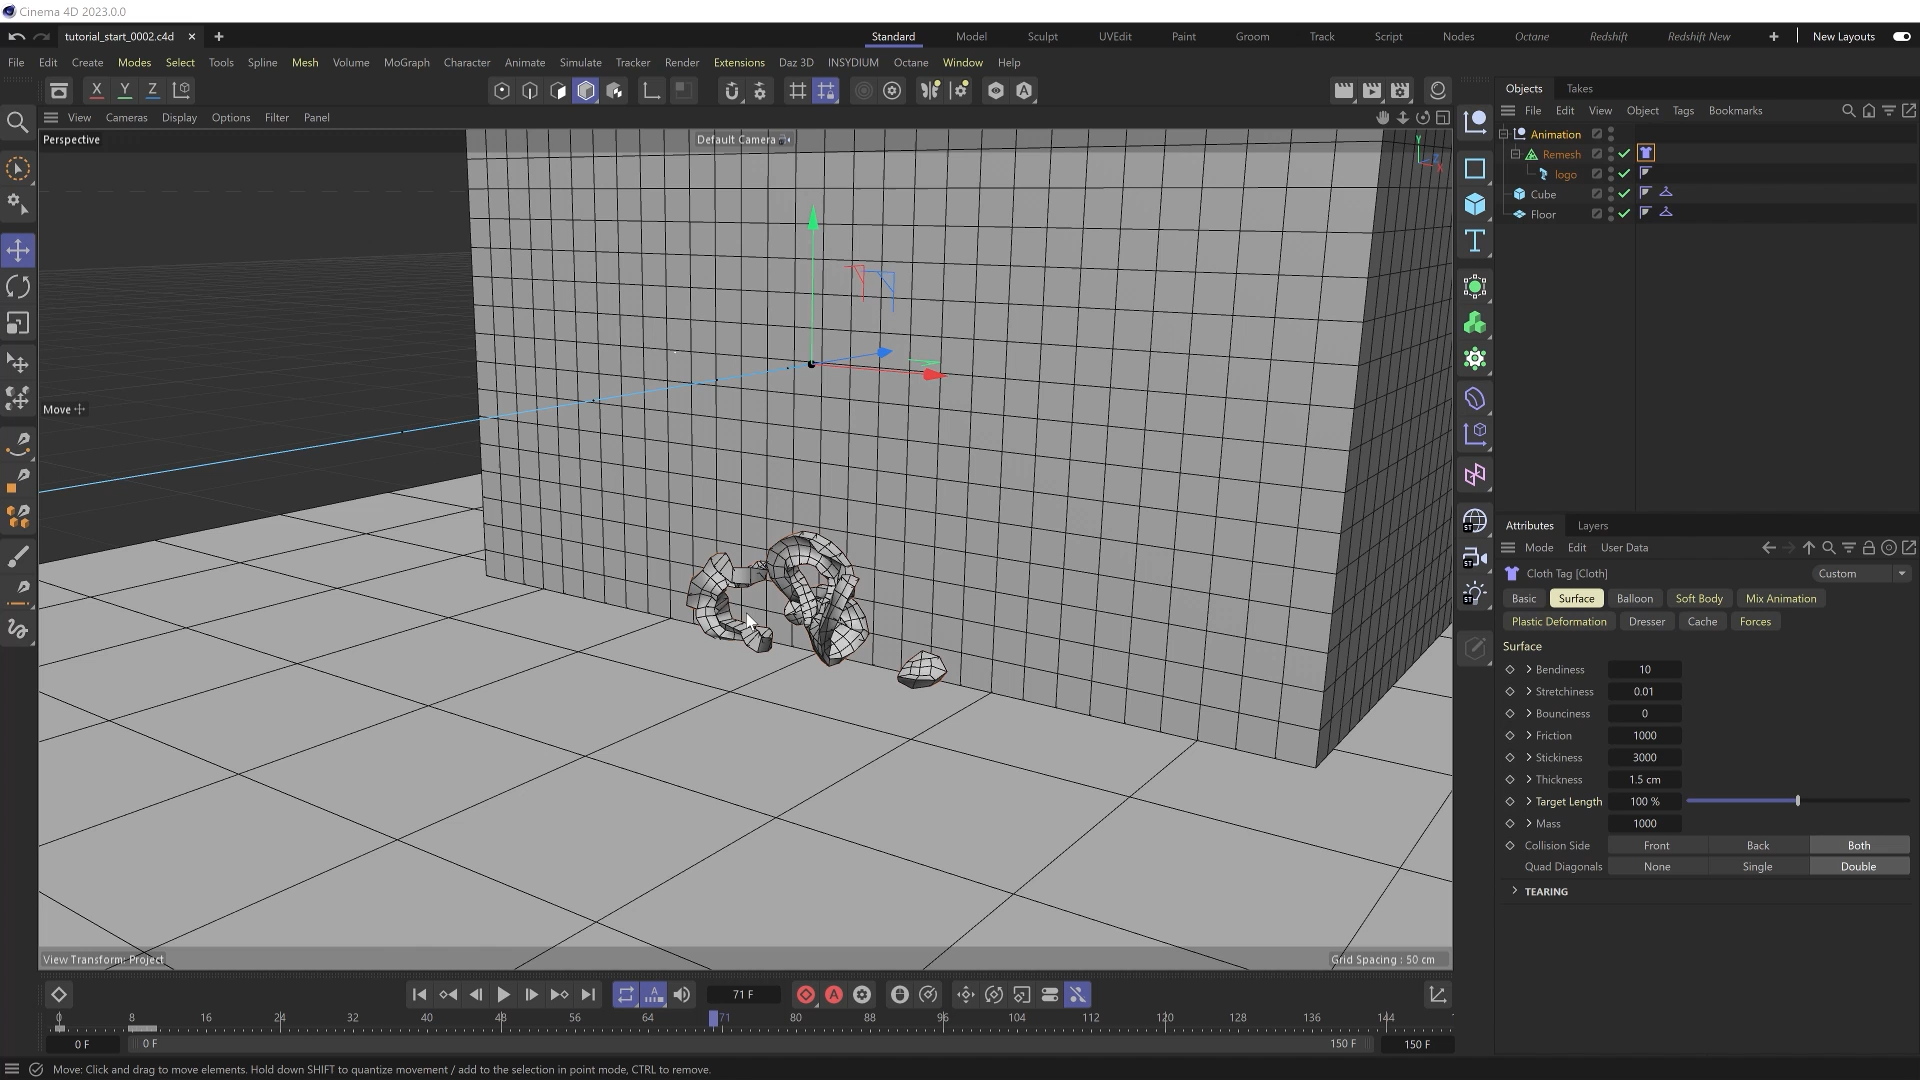 Cinema 4D 2023.0.0
tutorial_start_0002.c4d
Standard Model Sculpt UVEdit Paint Groom Track Script Nodes Octane Redshift Redshift New New Layouts
File Edit Create Modes Select Tools Spline Mesh Volume MoGraph Character Animate Simulate Tracker Render Extensions Daz 3D INSYDIUM Octane Window Help
X Y Z
Objects Takes
File Edit View Object Tags Bookmarks
View Cameras Display Options Filter Panel
Perspective
Default Camera
Animation
Remesh
logo
Cube
Floor
Move
Attributes Layers
Mode Edit User Data
Cloth Tag [Cloth]
Custom
Basic Surface Balloon Soft Body Mix Animation
Plastic Deformation Dresser Cache Forces
Surface
Bendiness 10
Stretchiness 0.01
Bounciness 0
Friction 1000
Stickiness 3000
Thickness 1.5 cm
Target Length 100 %
Mass 1000
Collision Side Front Back Both
Quad Diagonals None Single Double
TEARING
View Transform: Project
Grid Spacing : 50 cm
71 F
0 8 16 24 32 40 48 56 64 71 80 88 96 104 112 120 128 136 144
0 F 0 F 150 F 150 F
Move: Click and drag to move elements. Hold down SHIFT to quantize movement / add to the selection in point mode, CTRL to remove.